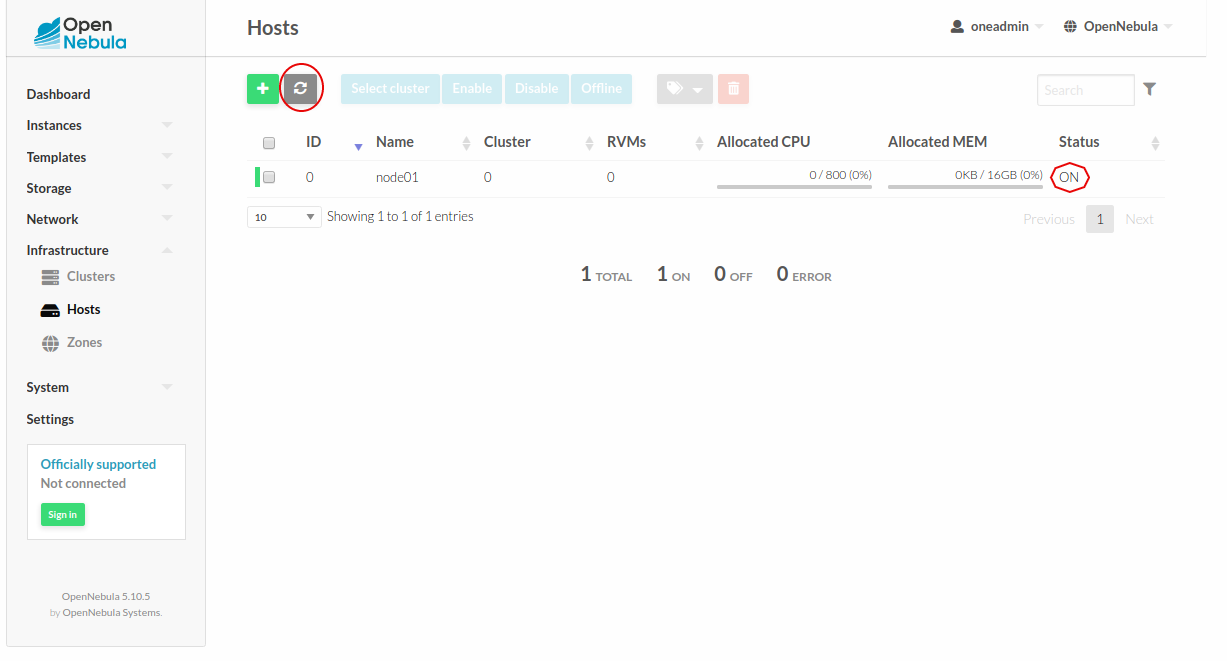 Open
Nebula
Hosts
oneadmin
OpenNebula
+
Select cluster
Enable
Disable
Offline
Search
Dashboard
Instances
Templates
Storage
Network
Infrastructure
Clusters
Hosts
Zones
System
Settings
Officially supported
Not connected
Sign in
OpenNebula 5.10.5
by OpenNebula Systems.
ID Name Cluster RVMs Allocated CPU Allocated MEM Status
0 node01 0 0 0 / 800 (0%) 0KB / 16GB (0%) ON
10 Showing 1 to 1 of 1 entries
Previous 1 Next
1 TOTAL 1 ON 0 OFF 0 ERROR